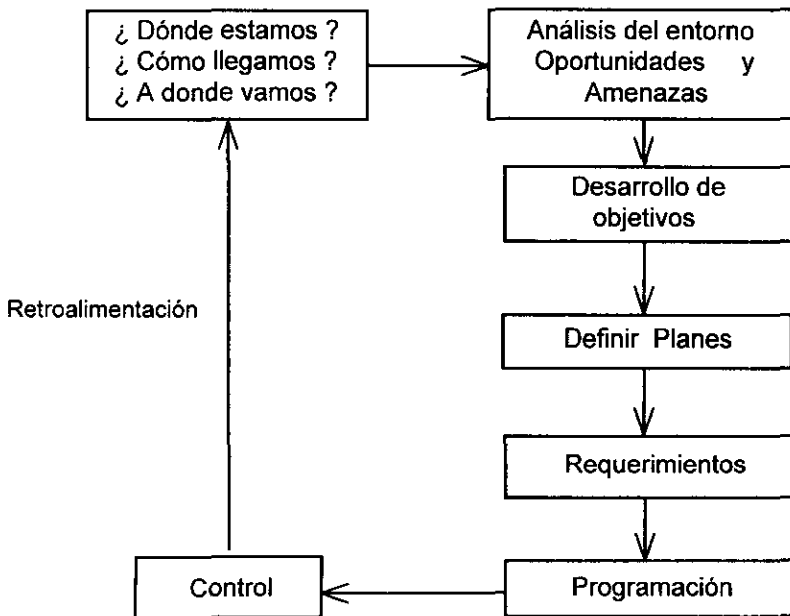 ¿ Dónde estamos ?
¿ Cómo llegamos ?
¿ A donde vamos ?
Análisis del entorno
Oportunidades y
Amenazas
Desarrollo de
objetivos
Retroalimentación
Definir Planes
Requerimientos
Control
Programación